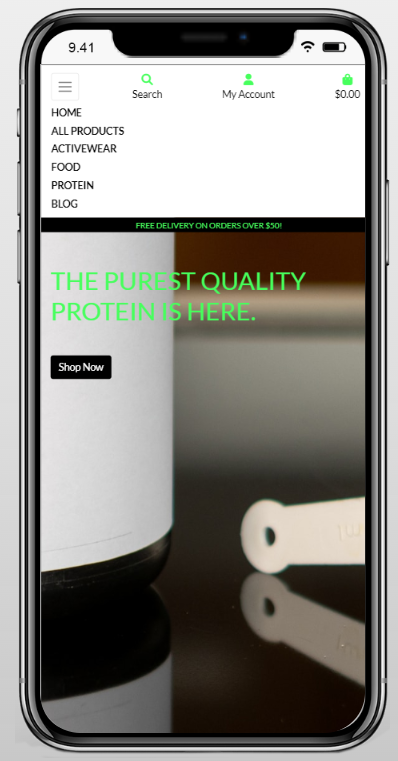 9.41
Search My Account $0.00
HOME
ALL PRODUCTS
ACTIVEWEAR
FOOD
PROTEIN
BLOG
FREE DELIVERY ON ORDERS OVER $50!
THE PUREST QUALITY
PROTEIN IS HERE.
Shop Now